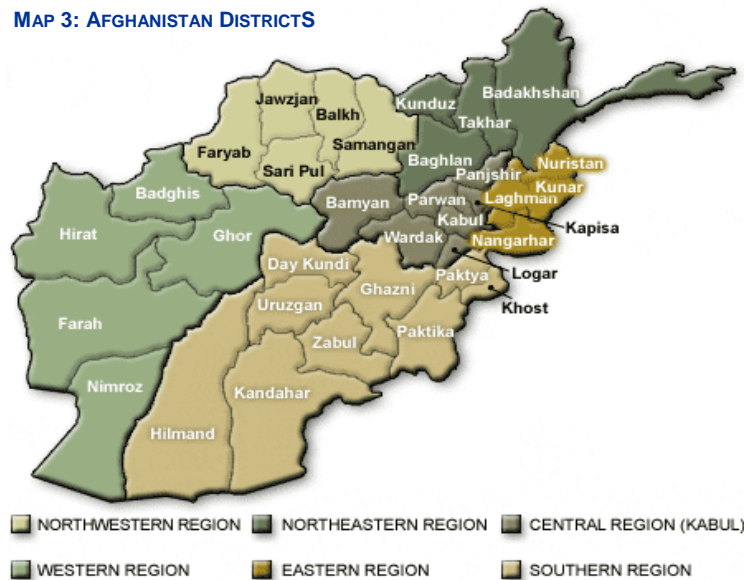 MAP 3: AFGHANISTAN DISTRICTS
Badakhshan
Jawzjan
Kunduz
Balkh
Takhar
Samangan
Faryab
Baghlan
Nuristan
Sari Pul
Panjshir
Kunar
Badghis
Laghman
Bamyan
Parwan
Kabul
Kapisa
Hirat
Ghor
Wardak
Nangarhar
Day Kundi
Paktya
Logar
Ghazni
Uruzgan
Khost
Farah
Paktika
Zabul
Nimroz
Kandahar
Hilmand
NORTHWESTERN REGION
NORTHEASTERN REGION
CENTRAL REGION (KABUL)
WESTERN REGION
EASTERN REGION
SOUTHERN REGION